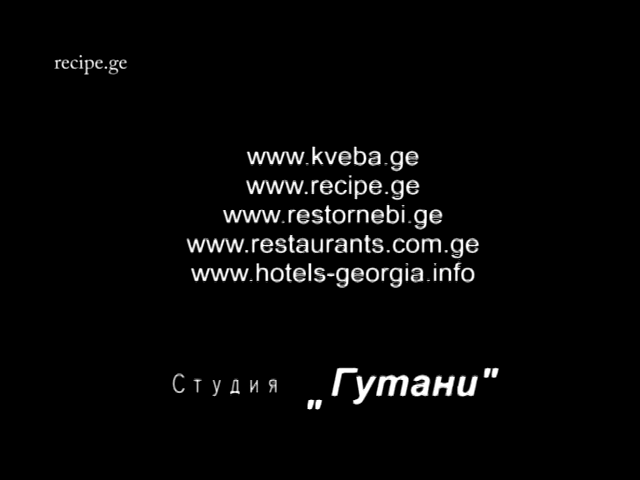 recipe.ge
www.kveba.ge
www.recipe.ge
www.restornebi.ge
www.restaurants.com.ge
www.hotels-georgia.info
Студия „Гутани"